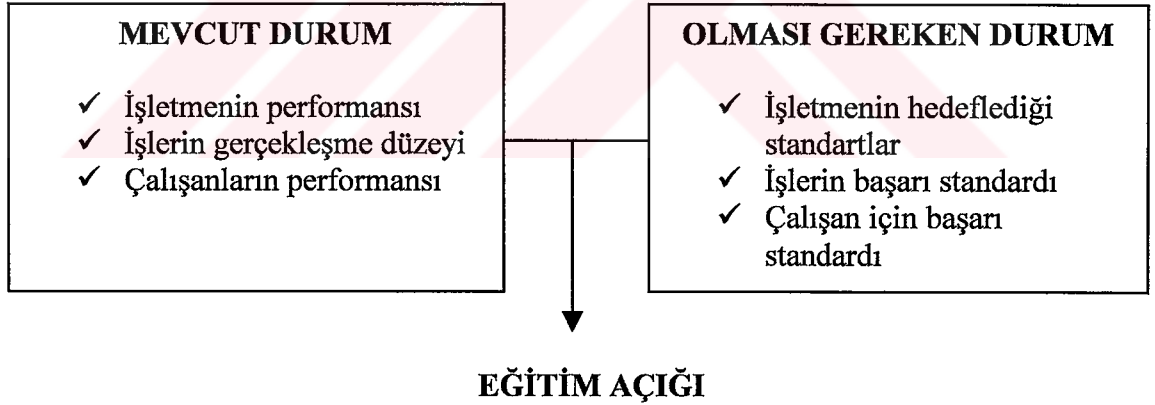 MEVCUT DURUM
✓ İşletmenin performansı
✓ İşlerin gerçekleşme düzeyi
✓ Çalışanların performansı
OLMASI GEREKEN DURUM
✓ İşletmenin hedeflediği
standartlar
✓ İşlerin başarı standardı
✓ Çalışan için başarı
standardı
EĞİTİM AÇIĞI